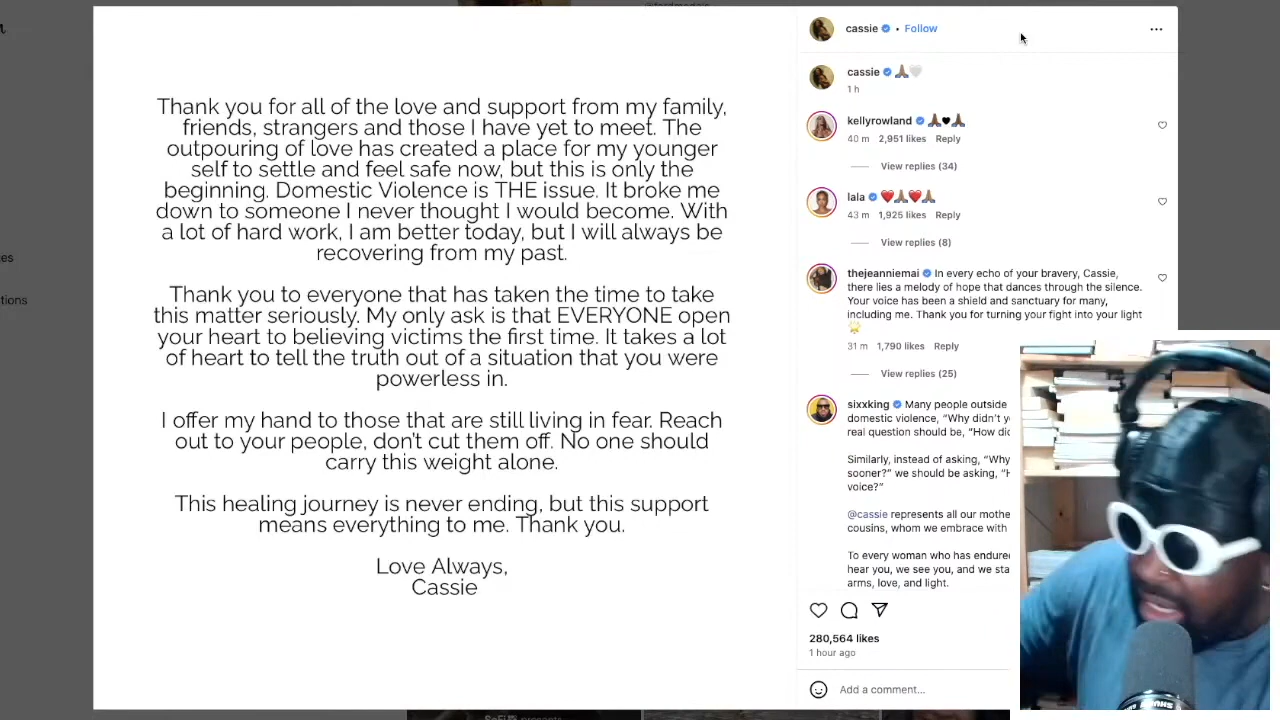 Thank you for all of the love and support from my family,
friends, strangers and those I have yet to meet. The
outpouring of love has created a place for my younger
self to settle and feel safe now, but this is only the
beginning. Domestic Violence is THE issue. It broke me
down to someone I never thought I would become. With
a lot of hard work, I am better today, but I will always be
recovering from my past.
Thank you to everyone that has taken the time to take
this matter seriously. My only ask is that EVERYONE open
your heart to believing victims the first time. It takes a lot
of heart to tell the truth out of a situation that you were
powerless in.
I offer my hand to those that are still living in fear. Reach
out to your people, don't cut them off. No one should
carry this weight alone.
This healing journey is never ending, but this support
means everything to me. Thank you.
Love Always,
Cassie
cassie • Follow
cassie 🙏🏽🤍
1 h
kellyrowland 🙏🏾🖤🙏🏾
40 m 2,951 likes Reply
View replies (34)
lala ❤️🙏🏽❤️🙏🏽
43 m 1,925 likes Reply
View replies (8)
thejeanniemai In every echo of your bravery, Cassie,
there lies a melody of hope that dances through the silence.
Your voice has been a shield and sanctuary for many,
including me. Thank you for turning your fight into your light
🌟
31 m 1,790 likes Reply
View replies (25)
sixxking Many people outside
domestic violence, "Why didn't y
real question should be, "How di
Similarly, instead of asking, "Why
sooner?" we should be asking, "H
voice?"
@cassie represents all our mothe
cousins, whom we embrace with
To every woman who has endure
hear you, we see you, and we sta
arms, love, and light.
280,564 likes
1 hour ago
Add a comment...
es
tions
SHURE